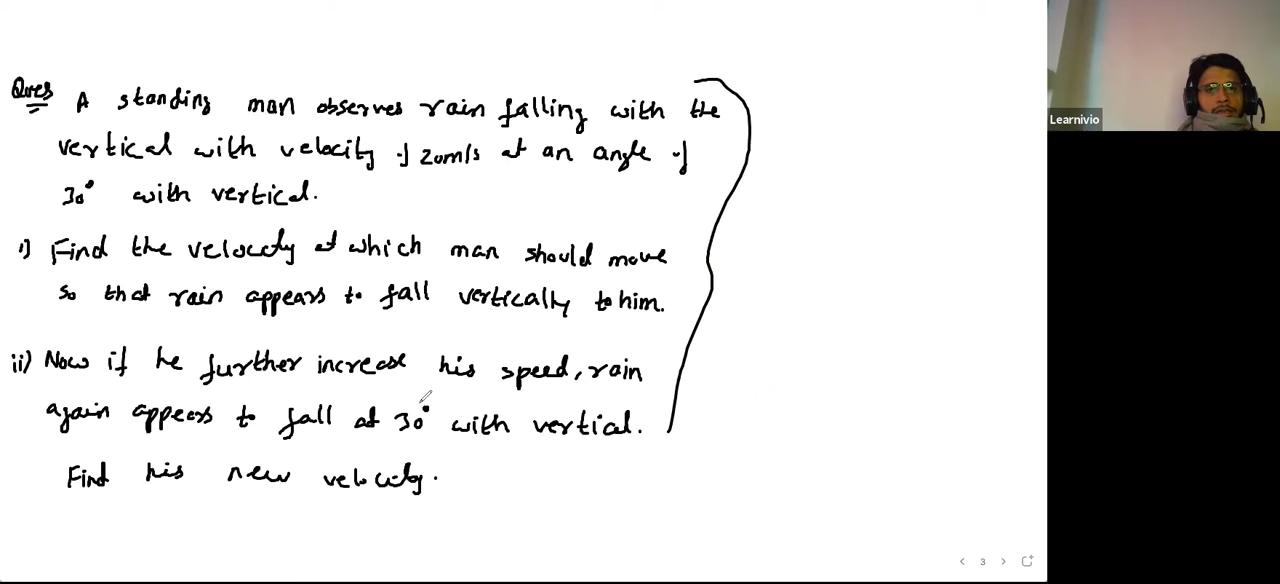 Ques A standing man observes rain falling with the
vertical with velocity of 20m/s at an angle of
30° with vertical.
i) Find the velocity at which man should move
so that rain appears to fall vertically to him.
ii) Now if he further increase his speed, rain
again appears to fall at 30° with vertial.
Find his new velocity.
Learnivio
3